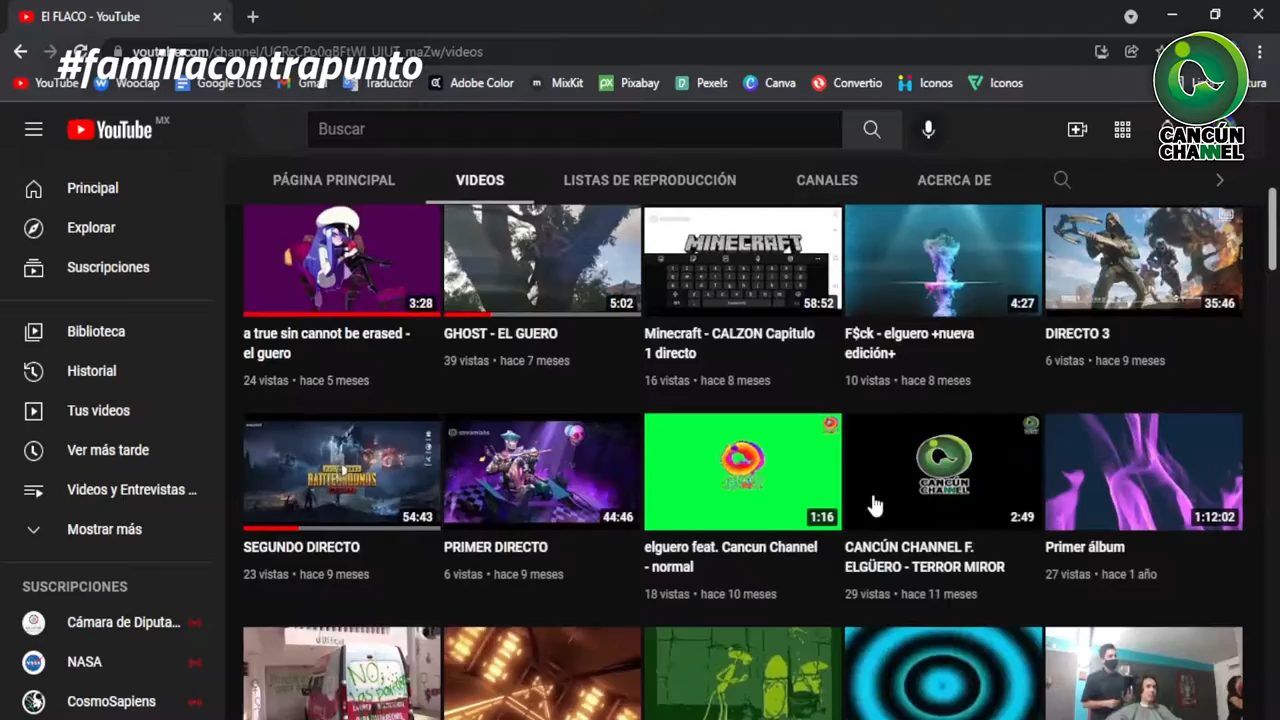 El FLACO - YouTube
#familiacontrapunto
YouTube
Wooclap
Google Docs
Gmail
Traductor
Adobe Color
MixKit
Pixabay
Pexels
Canva
Convertio
Iconos
Iconos
CANCÚN
CHANNEL
YouTube MX
Buscar
Principal
Explorar
Suscripciones
Biblioteca
Historial
Tus videos
Ver más tarde
Videos y Entrevistas ...
Mostrar más
SUSCRIPCIONES
Cámara de Diputa...
NASA
CosmoSapiens
PÁGINA PRINCIPAL
VIDEOS
LISTAS DE REPRODUCCIÓN
CANALES
ACERCA DE
3:28
a true sin cannot be erased -
el guero
24 vistas • hace 5 meses
5:02
GHOST - EL GUERO
39 vistas • hace 7 meses
MINECRAFT
58:52
Minecraft - CALZON Capitulo
1 directo
16 vistas • hace 8 meses
4:27
F$ck - elguero +nueva
edición+
10 vistas • hace 8 meses
35:46
DIRECTO 3
6 vistas • hace 9 meses
BATTLEGROUNDS
54:43
SEGUNDO DIRECTO
23 vistas • hace 9 meses
44:46
PRIMER DIRECTO
6 vistas • hace 9 meses
1:16
elguero feat. Cancun Channel
- normal
18 vistas • hace 10 meses
CANCÚN
CHANNEL
2:49
CANCÚN CHANNEL F.
ELGÜERO - TERROR MIROR
29 vistas • hace 11 meses
1:12:02
Primer álbum
27 vistas • hace 1 año
NO